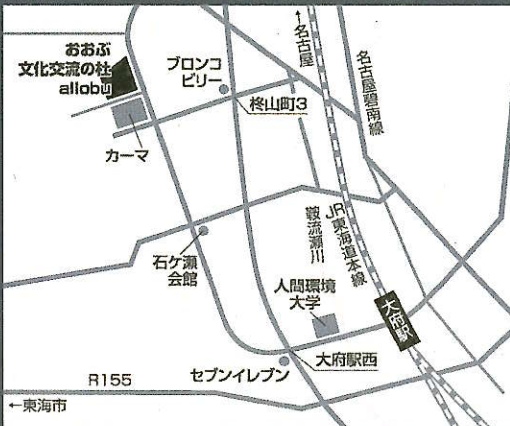 おおぶ
文化交流の杜
allobu
カーマ
ブロンコ
ビリー
柊山町3
↑名古屋
名古屋碧南線
石ケ瀬
会館
鞍流瀬川
JR東海道本線
人間環境
大学
大府駅
大府駅西
セブンイレブン
R155
←東海市